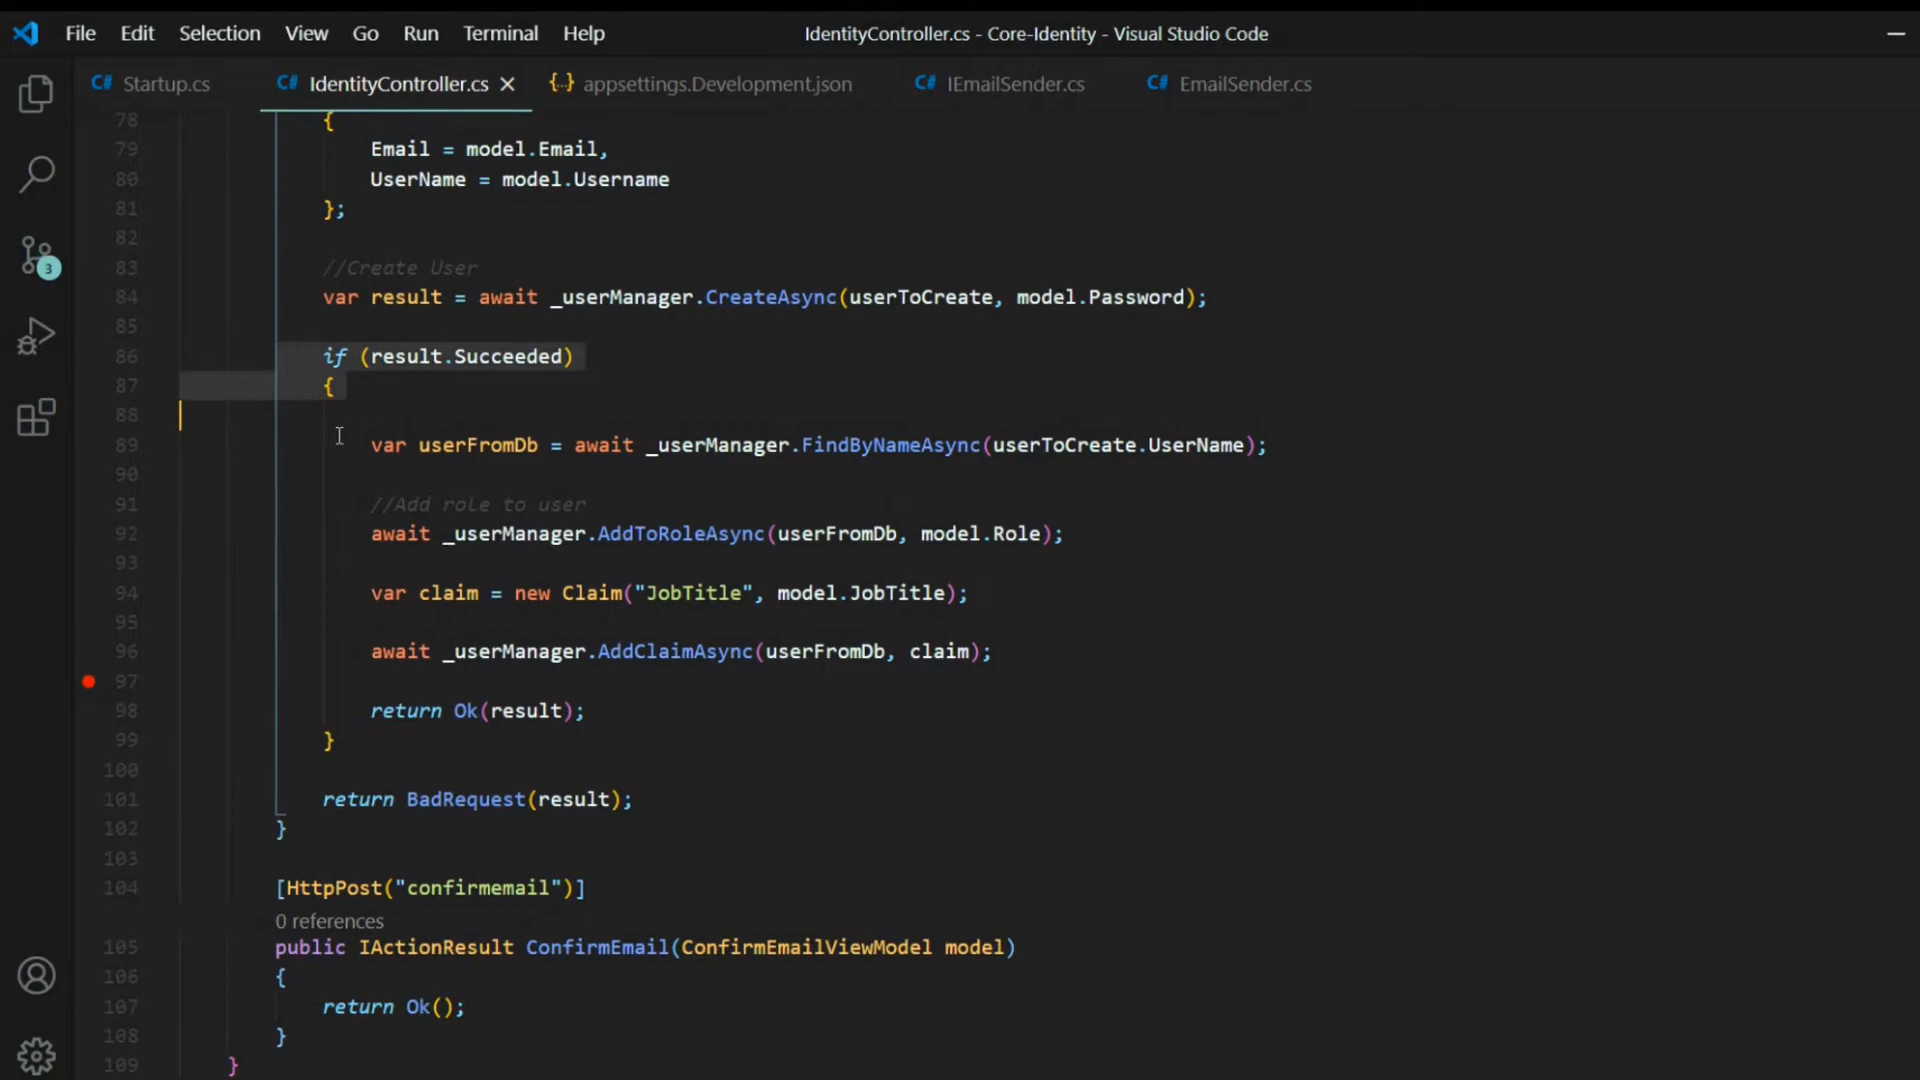 File Edit Selection View Go Run Terminal Help IdentityController.cs - Core-Identity - Visual Studio Code
C# Startup.cs C# IdentityController.cs {..} appsettings.Development.json C# IEmailSender.cs C# EmailSender.cs
78 {
79 Email = model.Email,
80 UserName = model.Username
81 };
82
83 //Create User
84 var result = await _userManager.CreateAsync(userToCreate, model.Password);
85
86 if (result.Succeeded)
87 {
88
89 var userFromDb = await _userManager.FindByNameAsync(userToCreate.UserName);
90
91 //Add role to user
92 await _userManager.AddToRoleAsync(userFromDb, model.Role);
93
94 var claim = new Claim("JobTitle", model.JobTitle);
95
96 await _userManager.AddClaimAsync(userFromDb, claim);
97
98 return Ok(result);
99 }
100
101 return BadRequest(result);
102 }
103
104 [HttpPost("confirmemail")]
0 references
105 public IActionResult ConfirmEmail(ConfirmEmailViewModel model)
106 {
107 return Ok();
108 }
109 }
3